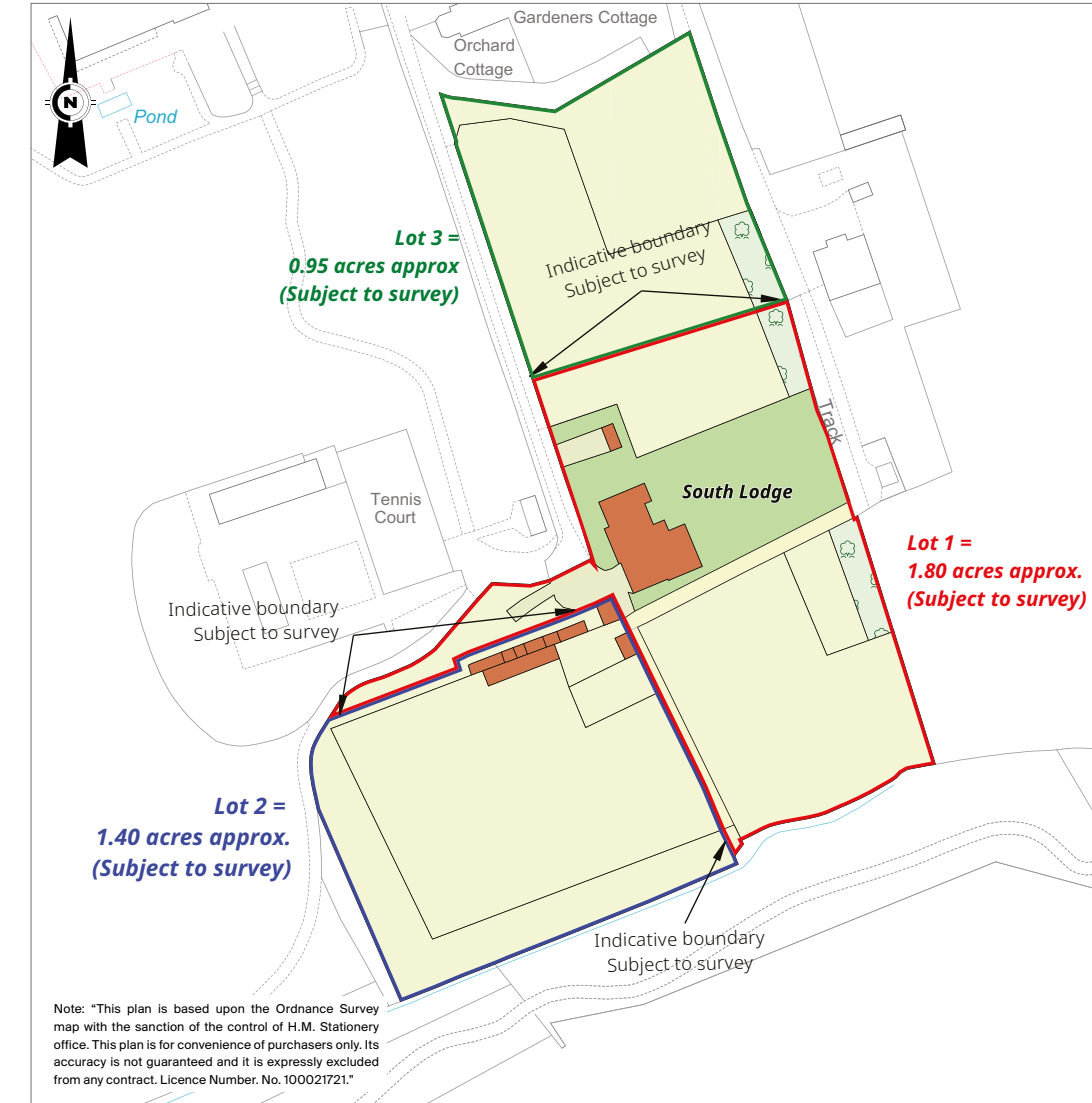 Gardeners Cottage
Orchard
Cottage
N
Pond
Lot 3 =
0.95 acres approx
(Subject to survey)
Indicative boundary
Subject to survey
Track
South Lodge
Tennis
Court
Lot 1 =
1.80 acres approx.
(Subject to survey)
Indicative boundary
Subject to survey
Lot 2 =
1.40 acres approx.
(Subject to survey)
Indicative boundary
Subject to survey
Note: “This plan is based upon the Ordnance Survey
map with the sanction of the control of H.M. Stationery
office. This plan is for convenience of purchasers only. Its
accuracy is not guaranteed and it is expressly excluded
from any contract. Licence Number. No. 100021721.”